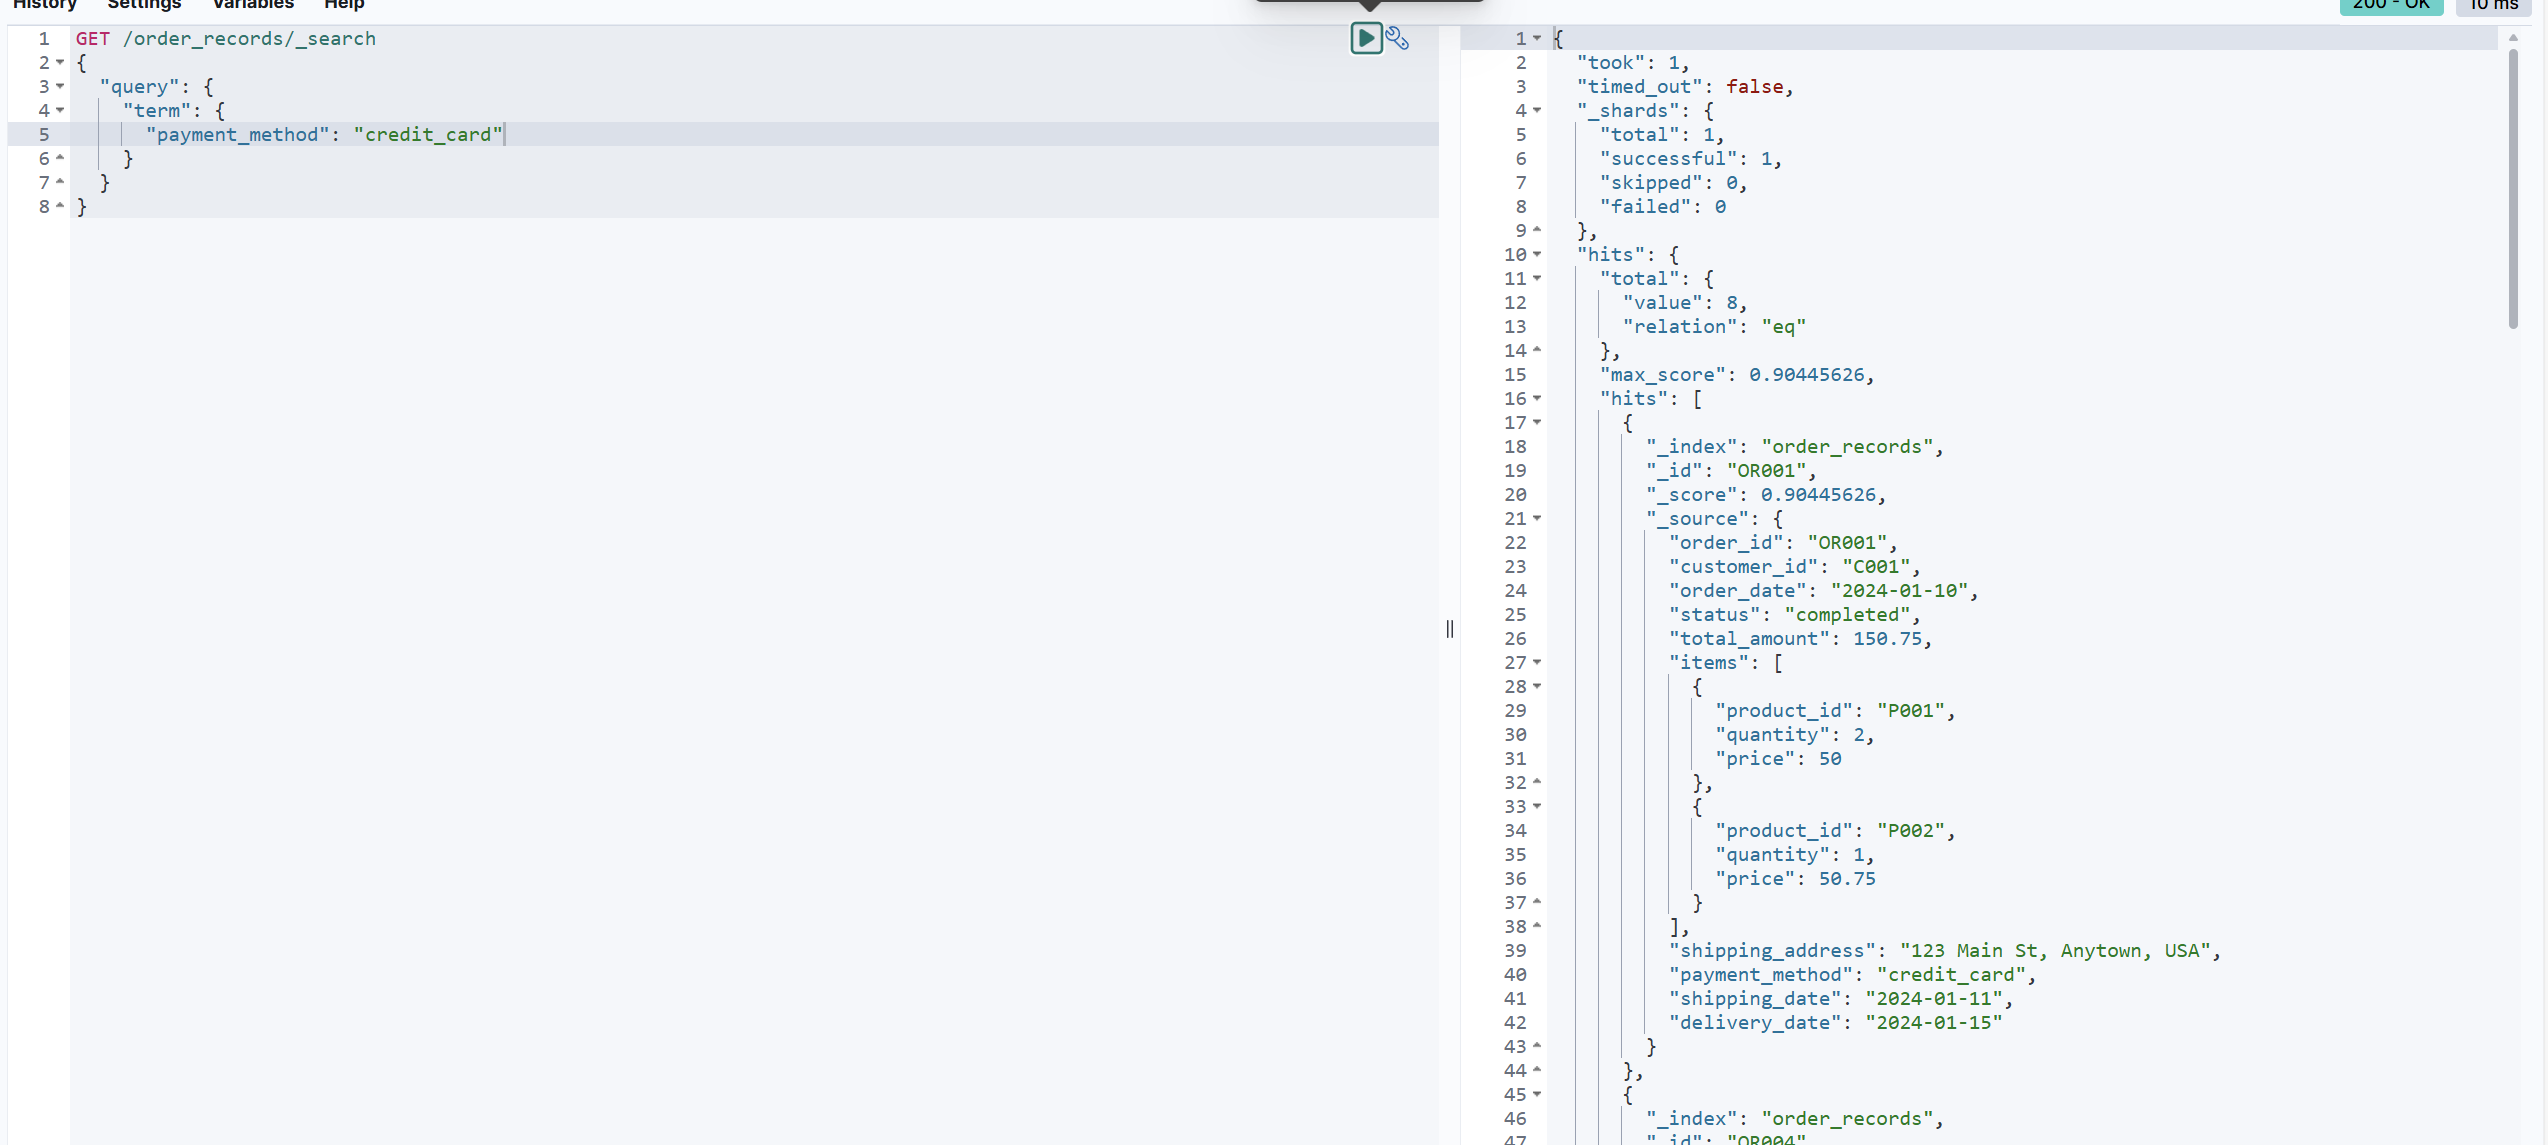 History Settings Variables Help
200 - OK 10 ms
1 GET /order_records/_search
2 {
3 "query": {
4 "term": {
5 "payment_method": "credit_card"
6 }
7 }
8 }
1 {
2 "took": 1,
3 "timed_out": false,
4 "_shards": {
5 "total": 1,
6 "successful": 1,
7 "skipped": 0,
8 "failed": 0
9 },
10 "hits": {
11 "total": {
12 "value": 8,
13 "relation": "eq"
14 },
15 "max_score": 0.90445626,
16 "hits": [
17 {
18 "_index": "order_records",
19 "_id": "OR001",
20 "_score": 0.90445626,
21 "_source": {
22 "order_id": "OR001",
23 "customer_id": "C001",
24 "order_date": "2024-01-10",
25 "status": "completed",
26 "total_amount": 150.75,
27 "items": [
28 {
29 "product_id": "P001",
30 "quantity": 2,
31 "price": 50
32 },
33 {
34 "product_id": "P002",
35 "quantity": 1,
36 "price": 50.75
37 }
38 ],
39 "shipping_address": "123 Main St, Anytown, USA",
40 "payment_method": "credit_card",
41 "shipping_date": "2024-01-11",
42 "delivery_date": "2024-01-15"
43 }
44 },
45 {
46 "_index": "order_records",
47 "_id": "OR004"